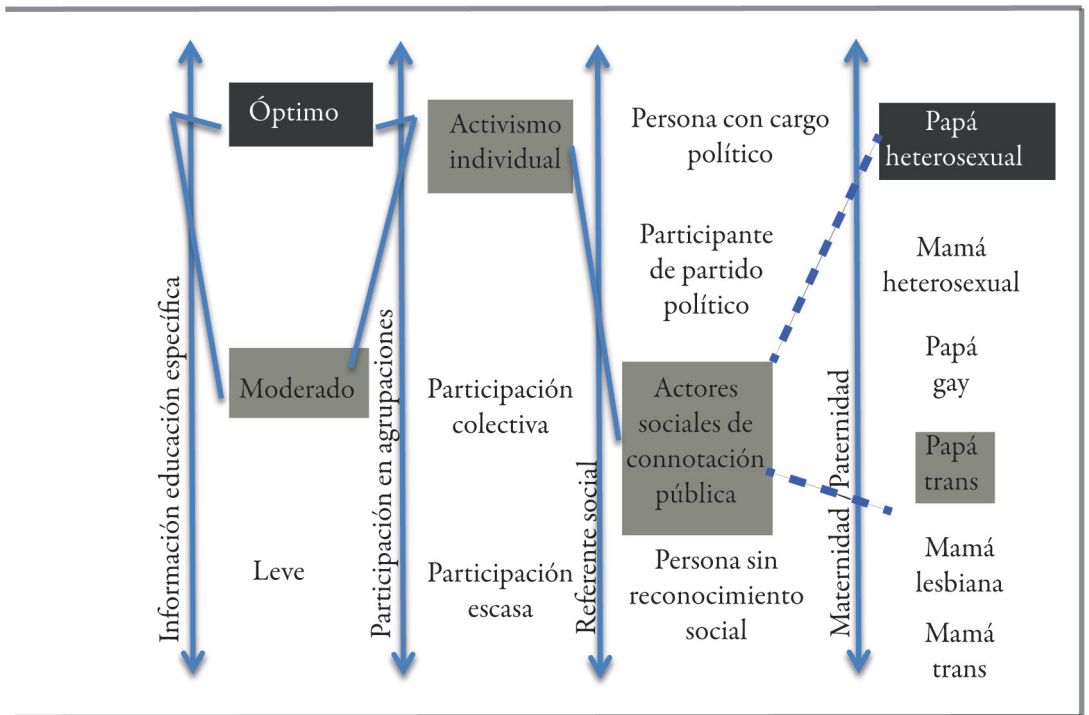 Información educación específica
Óptimo
Moderado
Leve
Participación en agrupaciones
Activismo
individual
Participación
colectiva
Participación
escasa
Referente social
Persona con cargo
político
Participante
de partido
político
Actores
sociales de
connotación
pública
Persona sin
reconocimiento
social
Maternidad Paternidad
Papá
heterosexual
Mamá
heterosexual
Papá
gay
Papá
trans
Mamá
lesbiana
Mamá
trans